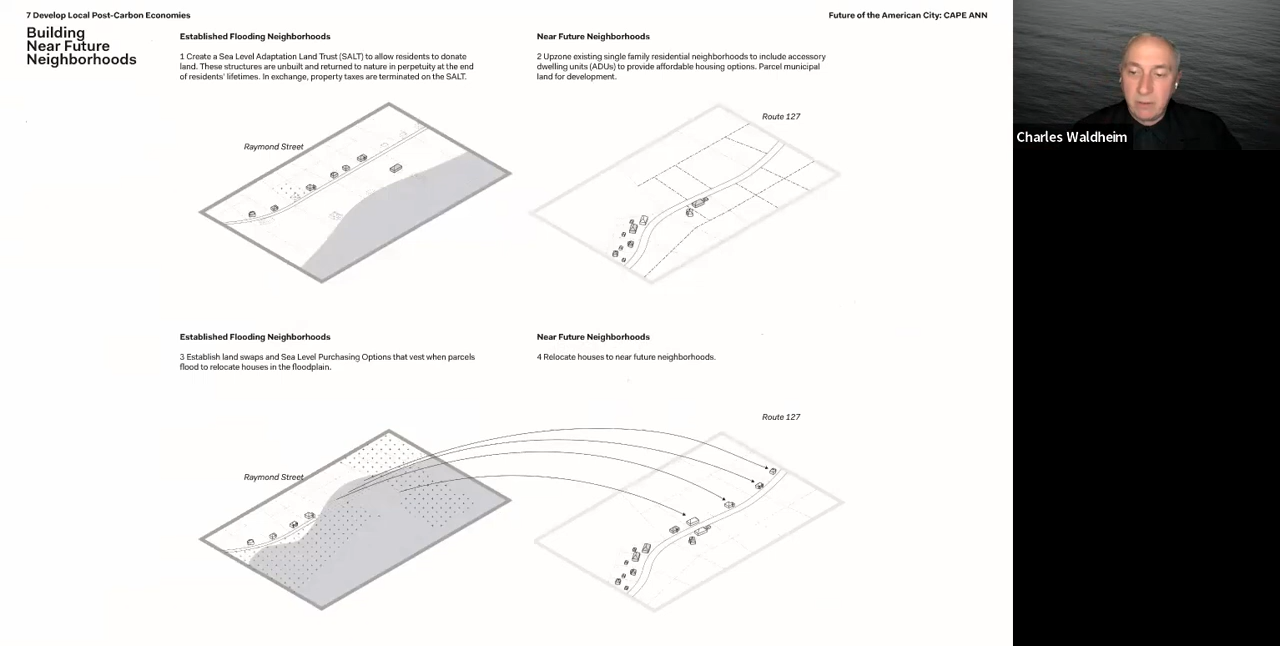 7 Develop Local Post-Carbon Economies
Future of the American City: CAPE ANN
Building
Near Future
Neighborhoods
Established Flooding Neighborhoods
1 Create a Sea Level Adaptation Land Trust (SALT) to allow residents to donate
land. These structures are unbuilt and returned to nature in perpetuity at the end
of residents' lifetimes. In exchange, property taxes are terminated on the SALT.
Near Future Neighborhoods
2 Upzone existing single family residential neighborhoods to include accessory
dwelling units (ADUs) to provide affordable housing options. Parcel municipal
land for development.
Raymond Street
Route 127
Established Flooding Neighborhoods
3 Establish land swaps and Sea Level Purchasing Options that vest when parcels
flood to relocate houses in the floodplain.
Near Future Neighborhoods
4 Relocate houses to near future neighborhoods.
Raymond Street
Route 127
Charles Waldheim